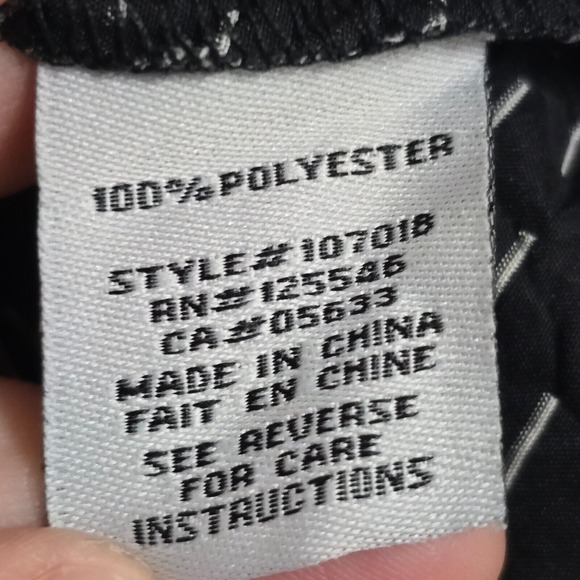 100% POLYESTER
STYLE# 107018
RN# 125546
CA# 05633
MADE IN CHINA
FAIT EN CHINE
SEE REVERSE
FOR CARE
INSTRUCTIONS